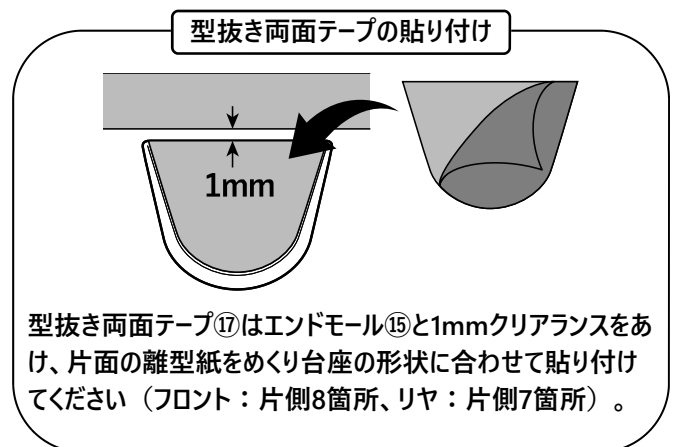 型抜き両面テープの貼り付け
1mm
型抜き両面テープ⑰はエンドモール⑮と1mmクリアランスをあ
け、片面の離型紙をめくり台座の形状に合わせて貼り付け
てください（フロント：片側8箇所、リヤ：片側7箇所）。